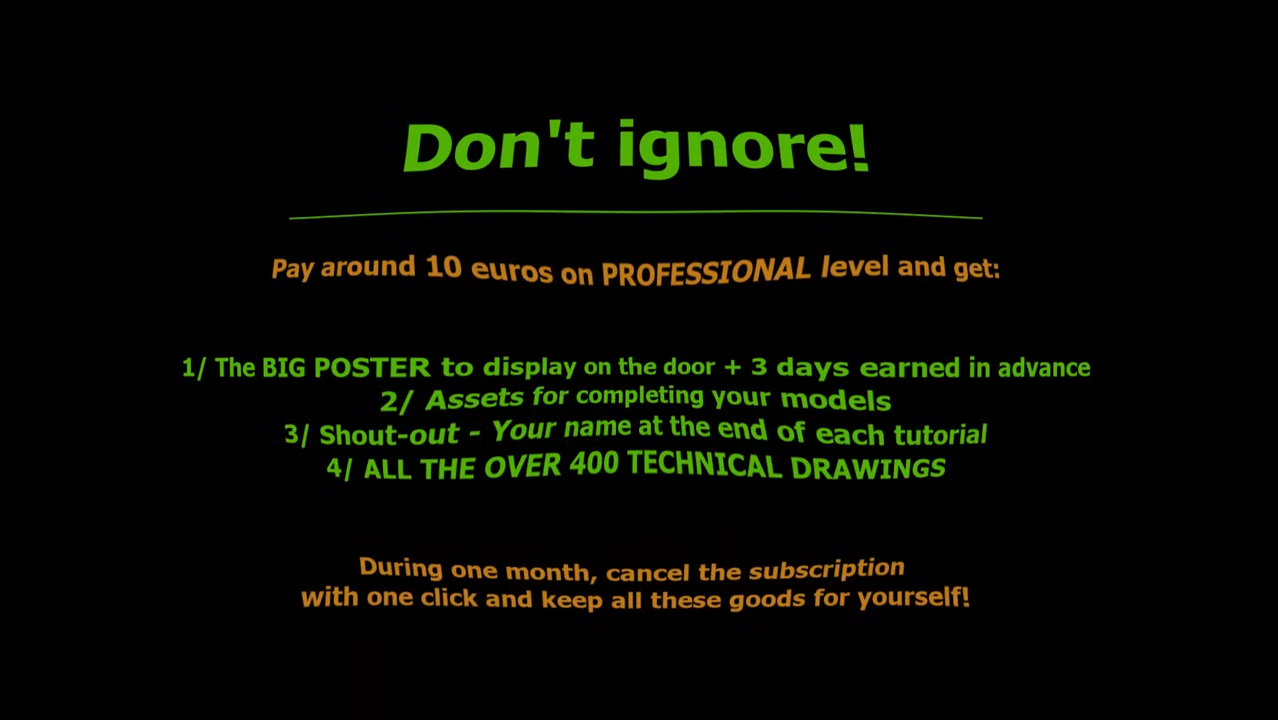 Don't ignore!
Pay around 10 euros on PROFESSIONAL level and get:
1/ The BIG POSTER to display on the door + 3 days earned in advance
2/ Assets for completing your models
3/ Shout-out - Your name at the end of each tutorial
4/ ALL THE OVER 400 TECHNICAL DRAWINGS
During one month, cancel the subscription
with one click and keep all these goods for yourself!